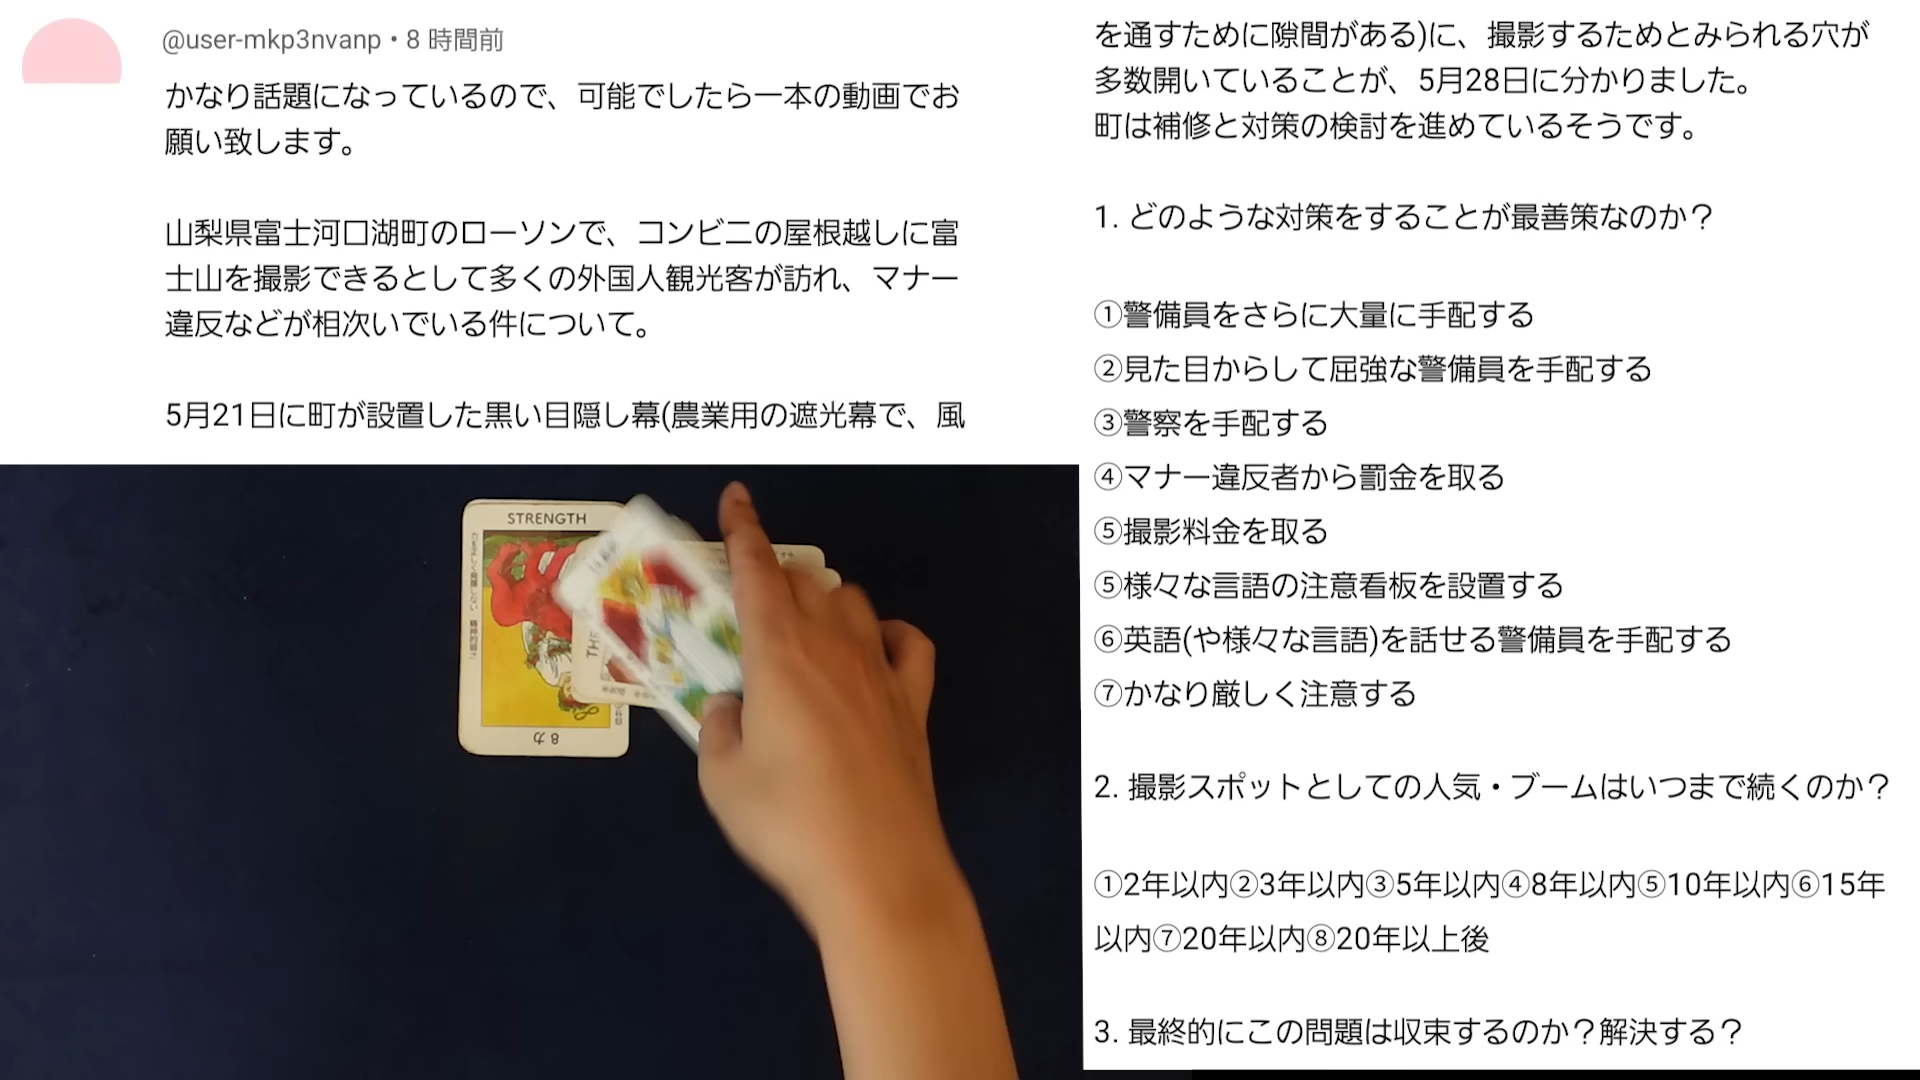 @user-mkp3nvanp • 8 時間前
かなり話題になっているので、可能でしたら一本の動画でお
願い致します。
山梨県富士河口湖町のローソンで、コンビニの屋根越しに富
士山を撮影できるとして多くの外国人観光客が訪れ、マナー
違反などが相次いでいる件について。
5月21日に町が設置した黒い目隠し幕(農業用の遮光幕で、風
を通すために隙間がある)に、撮影するためとみられる穴が
多数開いていることが、5月28日に分かりました。
町は補修と対策の検討を進めているそうです。
1. どのような対策をすることが最善策なのか？
①警備員をさらに大量に手配する
②見た目からして屈強な警備員を手配する
③警察を手配する
④マナー違反者から罰金を取る
⑤撮影料金を取る
⑤様々な言語の注意看板を設置する
⑥英語(や様々な言語)を話せる警備員を手配する
⑦かなり厳しく注意する
2. 撮影スポットとしての人気・ブームはいつまで続くのか？
①2年以内②3年以内③5年以内④8年以内⑤10年以内⑥15年
以内⑦20年以内⑧20年以上後
3. 最終的にこの問題は収束するのか？解決する？
STRENGTH
8 力
THE